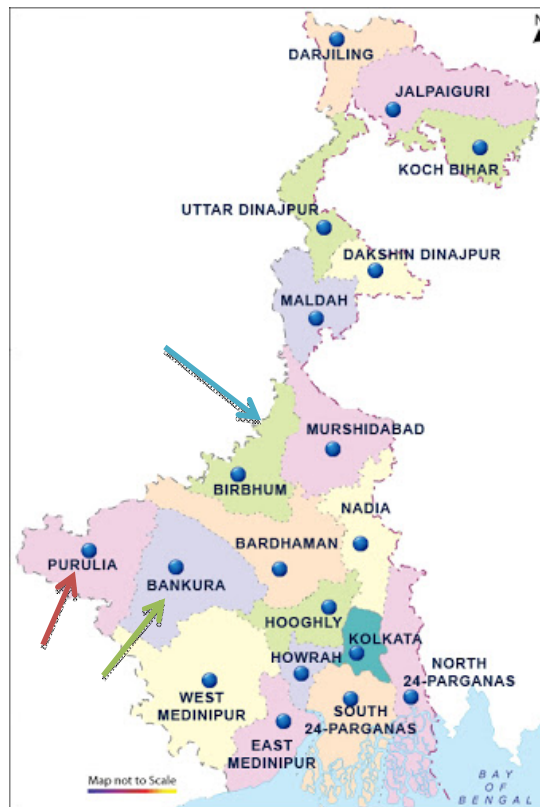 DARJILING
JALPAIGURI
KOCH BIHAR
UTTAR DINAJPUR
DAKSHIN DINAJPUR
MALDAH
MURSHIDABAD
BIRBHUM
NADIA
BARDHAMAN
PURULIA
BANKURA
HOOGHLY
KOLKATA
HOWRAH
NORTH
24-PARGANAS
WEST
MEDINIPUR
SOUTH
24-PARGANAS
EAST
MEDINIPUR
Map not to Scale
BAY
OF
BENGAL